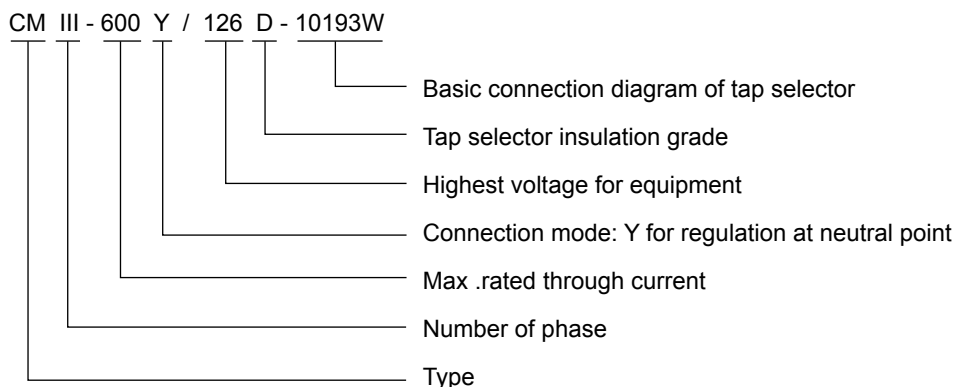 CM III - 600 Y / 126 D - 10193W
Basic connection diagram of tap selector
Tap selector insulation grade
Highest voltage for equipment
Connection mode: Y for regulation at neutral point
Max .rated through current
Number of phase
Type